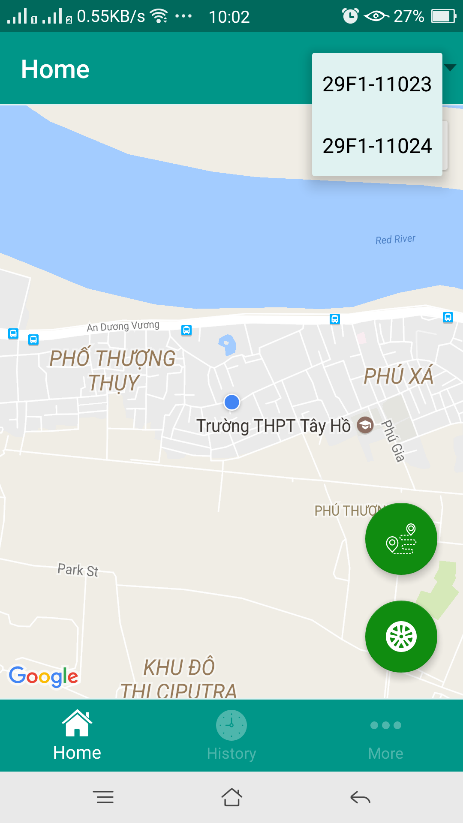 0.55KB/s ... 10:02 27%
Home
29F1-11023
29F1-11024
Red River
An Dương Vương
PHỐ THƯỢNG
THỤY
PHÚ XÁ
Trường THPT Tây Hồ
Phú Gia
PHÚ THƯỢN
Park St
KHU ĐÔ
THỊ CIPUTRA
Google
Home
History
More